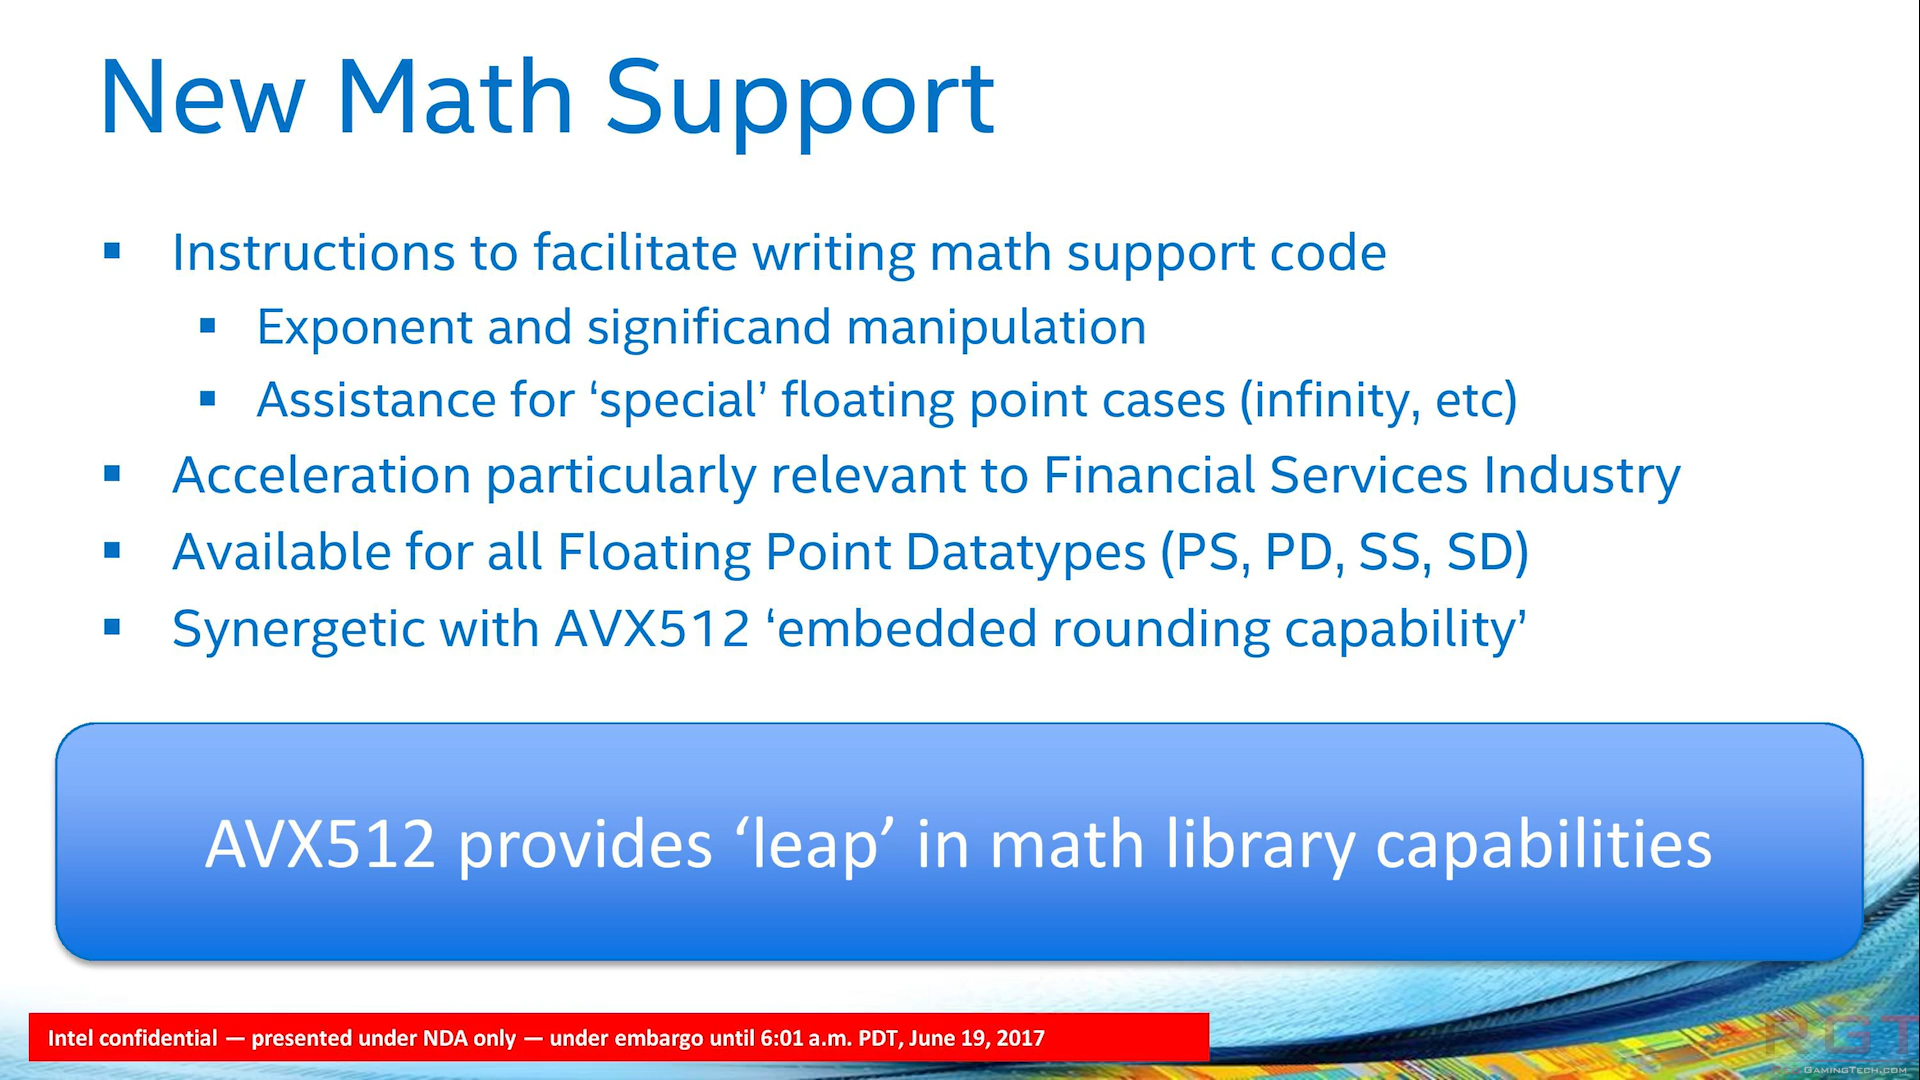 New Math Support
▪ Instructions to facilitate writing math support code
▪ Exponent and significand manipulation
▪ Assistance for ‘special’ floating point cases (infinity, etc)
▪ Acceleration particularly relevant to Financial Services Industry
▪ Available for all Floating Point Datatypes (PS, PD, SS, SD)
▪ Synergetic with AVX512 ‘embedded rounding capability’
AVX512 provides ‘leap’ in math library capabilities
Intel confidential — presented under NDA only — under embargo until 6:01 a.m. PDT, June 19, 2017
RGT
GamingTech.com